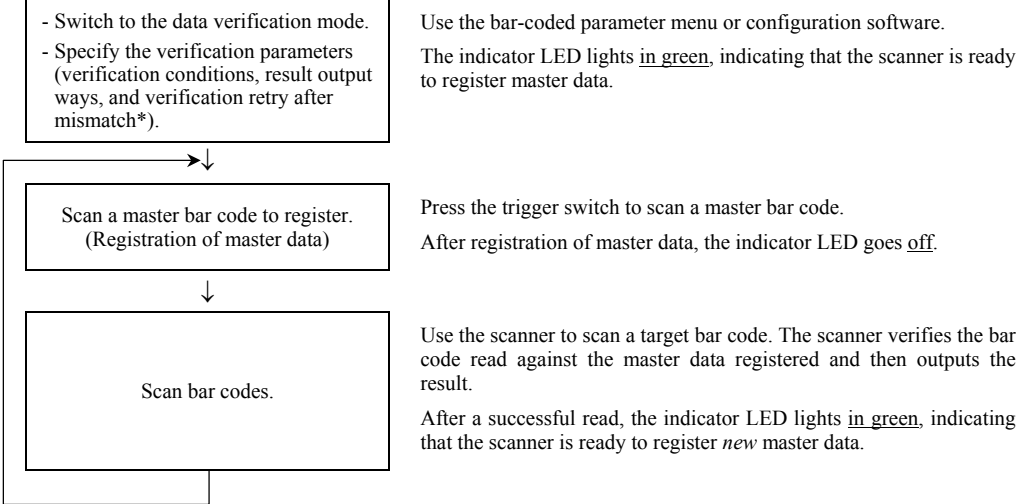 - Switch to the data verification mode.
- Specify the verification parameters
(verification conditions, result output
ways, and verification retry after
mismatch*).
Use the bar-coded parameter menu or configuration software.
The indicator LED lights in green, indicating that the scanner is ready
to register master data.
Scan a master bar code to register.
(Registration of master data)
Press the trigger switch to scan a master bar code.
After registration of master data, the indicator LED goes off.
Scan bar codes.
Use the scanner to scan a target bar code. The scanner verifies the bar
code read against the master data registered and then outputs the
result.
After a successful read, the indicator LED lights in green, indicating
that the scanner is ready to register new master data.